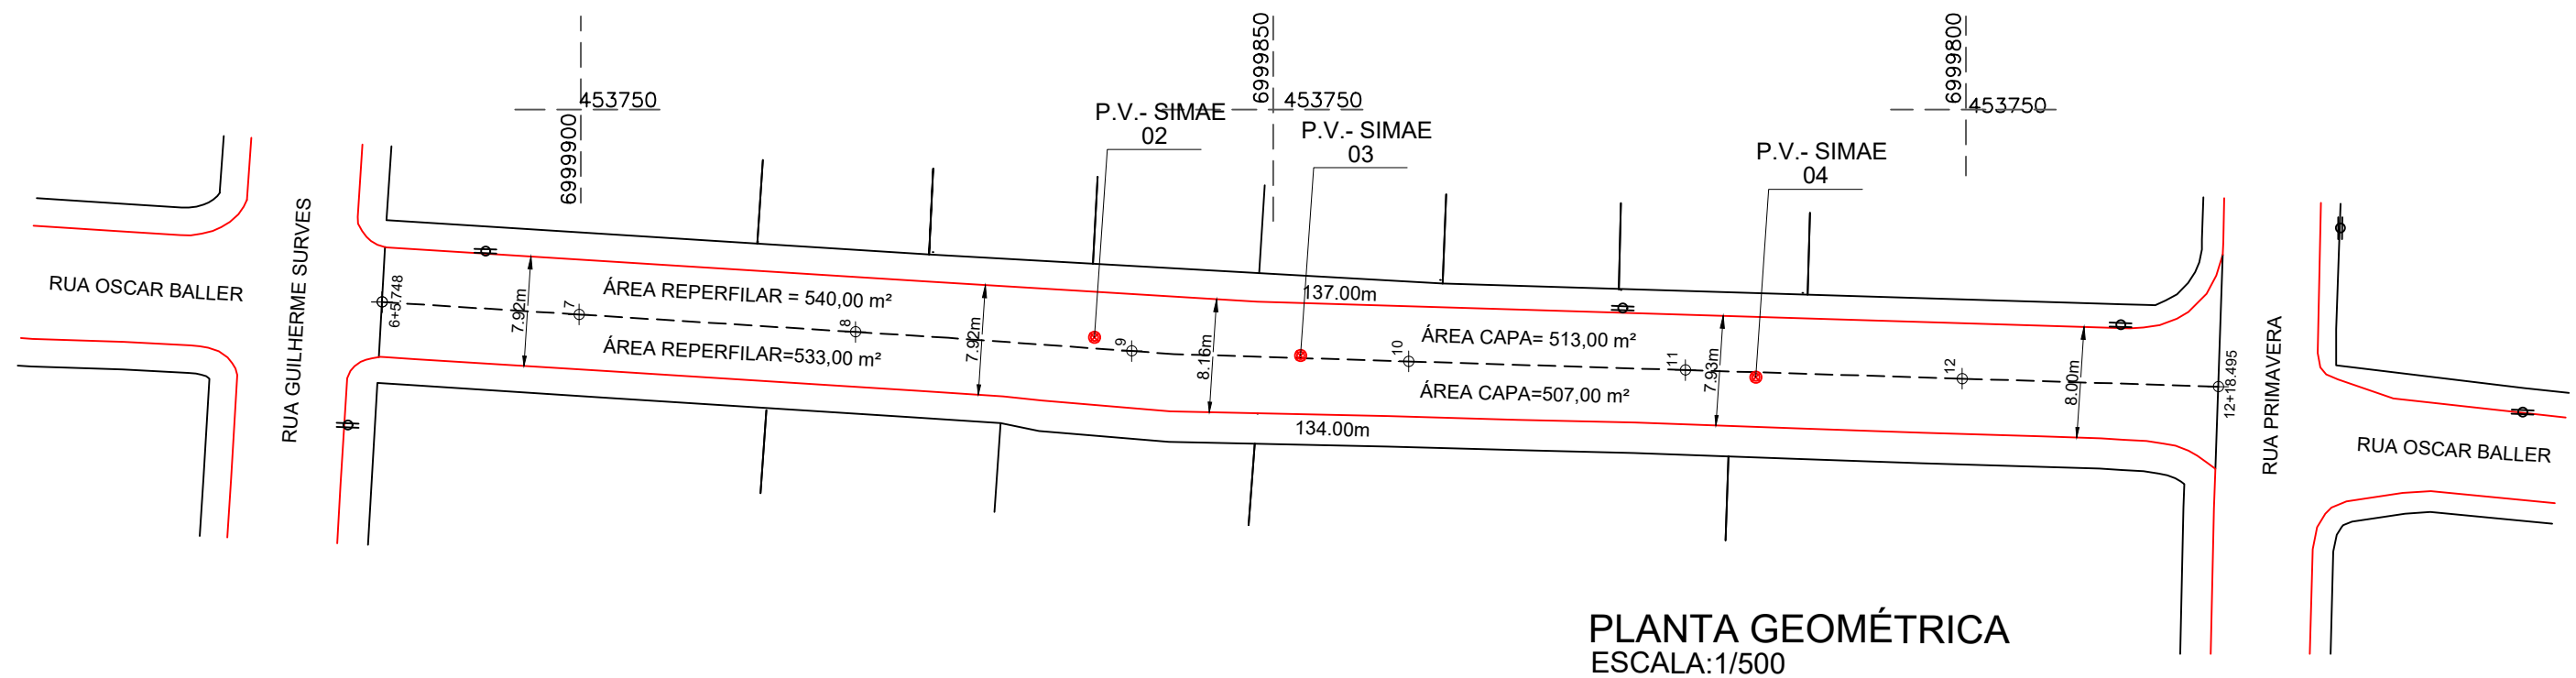 6999900
453750
6999850
453750
6999800
453750
P.V.- SIMAE
02
P.V.- SIMAE
03
P.V.- SIMAE
04
RUA OSCAR BALLER
RUA GUILHERME SURVES
6+5.748
7.92m
7
ÁREA REPERFILAR = 540,00 m²
ÁREA REPERFILAR=533,00 m²
8
7.92m
9
8.16m
137.00m
134.00m
10
ÁREA CAPA= 513,00 m²
ÁREA CAPA=507,00 m²
11
7.93m
12
8.00m
12+18.495
RUA PRIMAVERA
RUA OSCAR BALLER
PLANTA GEOMÉTRICA
ESCALA:1/500